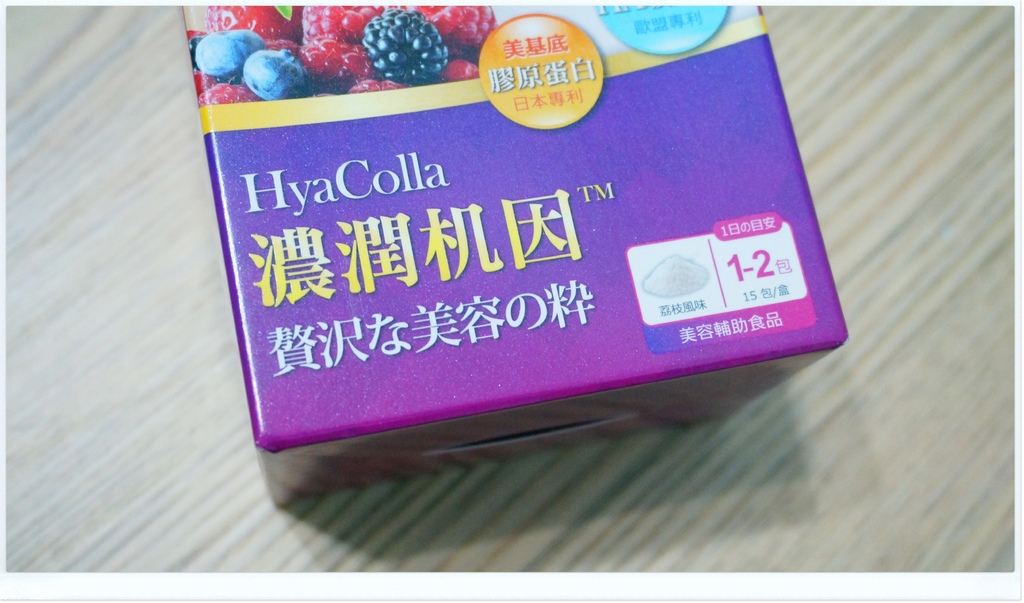 歐盟專利
美基底
膠原蛋白
日本專利
HyaColla
濃潤机因™
贅沢な美容の粋
1日の目安
1-2包
15 包/盒
荔枝風味
美容輔助食品